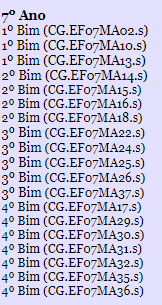 7º Ano
1º Bim (CG.EF07MA02.s)
1º Bim (CG.EF07MA10.s)
1º Bim (CG.EF07MA13.s)
2º Bim (CG.EF07MA14.s)
2º Bim (CG.EF07MA15.s)
2º Bim (CG.EF07MA16.s)
2º Bim (CG.EF07MA18.s)
3º Bim (CG.EF07MA22.s)
3º Bim (CG.EF07MA24.s)
3º Bim (CG.EF07MA25.s)
3º Bim (CG.EF07MA26.s)
3º Bim (CG.EF07MA37.s)
4º Bim (CG.EF07MA17.s)
4º Bim (CG.EF07MA29.s)
4º Bim (CG.EF07MA30.s)
4º Bim (CG.EF07MA31.s)
4º Bim (CG.EF07MA32.s)
4º Bim (CG.EF07MA35.s)
4º Bim (CG.EF07MA36.s)